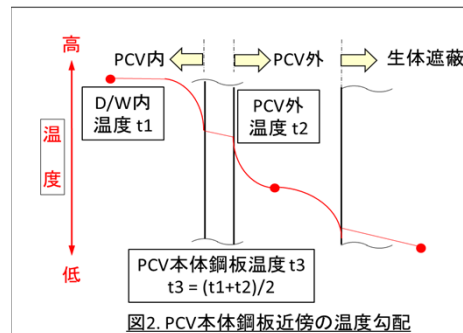 高
PCV内
PCV外
生体遮蔽
D/W内
温度 t1
PCV外
温度 t2
温
度
低
PCV本体鋼板温度 t3
t3 = (t1+t2)/2
図2. PCV本体鋼板近傍の温度勾配